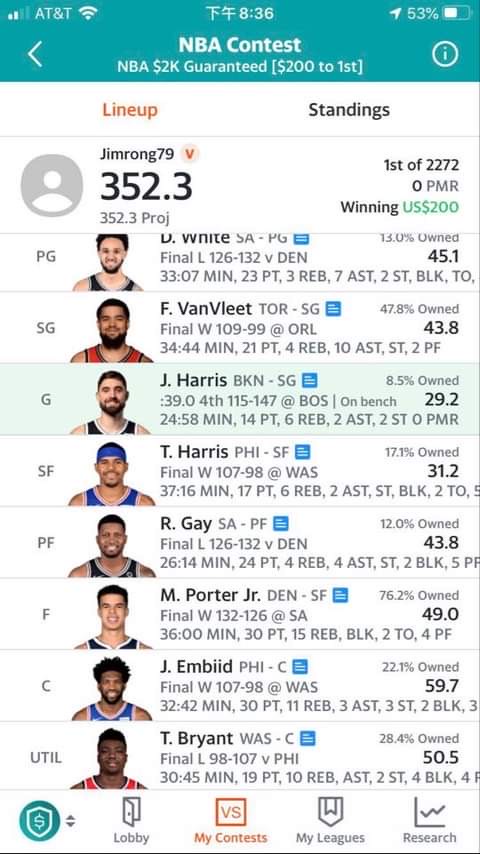 AT&T 下午8:36 53%
NBA Contest
NBA $2K Guaranteed [$200 to 1st]
Lineup Standings
Jimrong79 V
1st of 2272
352.3
0 PMR
Winning US$200
352.3 Proj
D. White SA - PG 13.0% Owned
PG Final L 126-132 v DEN 45.1
33:07 MIN, 23 PT, 3 REB, 7 AST, 2 ST, BLK, TO,
F. VanVleet TOR - SG 47.8% Owned
SG Final W 109-99 @ ORL 43.8
34:44 MIN, 21 PT, 4 REB, 10 AST, ST, 2 PF
J. Harris BKN - SG 8.5% Owned
G :39.0 4th 115-147 @ BOS | On bench 29.2
24:58 MIN, 14 PT, 6 REB, 2 AST, 2 ST 0 PMR
T. Harris PHI - SF 17.1% Owned
SF Final W 107-98 @ WAS 31.2
37:16 MIN, 17 PT, 6 REB, 2 AST, ST, BLK, 2 TO, 5
R. Gay SA - PF 12.0% Owned
PF Final L 126-132 v DEN 43.8
26:14 MIN, 24 PT, 4 REB, 4 AST, ST, 2 BLK, 5 PF
M. Porter Jr. DEN - SF 76.2% Owned
F Final W 132-126 @ SA 49.0
36:00 MIN, 30 PT, 15 REB, BLK, 2 TO, 4 PF
J. Embiid PHI - C 22.1% Owned
C Final W 107-98 @ WAS 59.7
32:42 MIN, 30 PT, 11 REB, 3 AST, 3 ST, 2 BLK, 3
T. Bryant WAS - C 28.4% Owned
UTIL Final L 98-107 v PHI 50.5
30:45 MIN, 19 PT, 10 REB, AST, 2 ST, 4 BLK, 4 F
VS
Lobby My Contests My Leagues Research